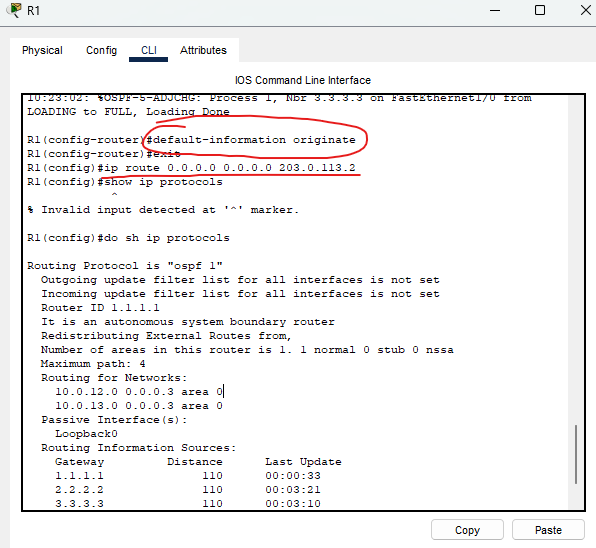 R1
Physical Config CLI Attributes
IOS Command Line Interface
10:23:02: %OSPF-5-ADJCHG: Process 1, Nbr 3.3.3.3 on FastEthernet1/0 from
LOADING to FULL, Loading Done
R1(config-router)#default-information originate
R1(config-router)#exit
R1(config)#ip route 0.0.0.0 0.0.0.0 203.0.113.2
R1(config)#show ip protocols
^
% Invalid input detected at '^' marker.
R1(config)#do sh ip protocols
Routing Protocol is "ospf 1"
Outgoing update filter list for all interfaces is not set
Incoming update filter list for all interfaces is not set
Router ID 1.1.1.1
It is an autonomous system boundary router
Redistributing External Routes from,
Number of areas in this router is 1. 1 normal 0 stub 0 nssa
Maximum path: 4
Routing for Networks:
10.0.12.0 0.0.0.3 area 0
10.0.13.0 0.0.0.3 area 0
Passive Interface(s):
Loopback0
Routing Information Sources:
Gateway Distance Last Update
1.1.1.1 110 00:00:33
2.2.2.2 110 00:03:21
3.3.3.3 110 00:03:10
Copy Paste